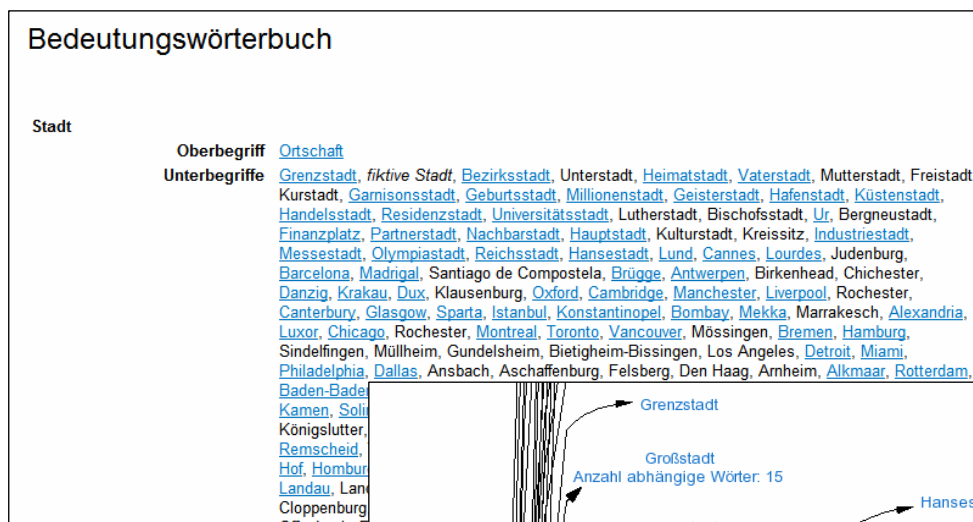 Bedeutungswörterbuch
Stadt
Oberbegriff Ortschaft
Unterbegriffe Grenzstadt, fiktive Stadt, Bezirksstadt, Unterstadt, Heimatstadt, Vaterstadt, Mutterstadt, Freistadt
Kurstadt, Garnisonsstadt, Geburtsstadt, Millionenstadt, Geisterstadt, Hafenstadt, Küstenstadt,
Handelsstadt, Residenzstadt, Universitätsstadt, Lutherstadt, Bischofsstadt, Ur, Bergneustadt,
Finanzplatz, Partnerstadt, Nachbarstadt, Hauptstadt, Kulturstadt, Kreissitz, Industriestadt,
Messestadt, Olympiastadt, Reichsstadt, Hansestadt, Lund, Cannes, Lourdes, Judenburg,
Barcelona, Madrigal, Santiago de Compostela, Brügge, Antwerpen, Birkenhead, Chichester,
Danzig, Krakau, Dux, Klausenburg, Oxford, Cambridge, Manchester, Liverpool, Rochester,
Canterbury, Glasgow, Sparta, Istanbul, Konstantinopel, Bombay, Mekka, Marrakesch, Alexandria,
Luxor, Chicago, Rochester, Montreal, Toronto, Vancouver, Mössingen, Bremen, Hamburg,
Sindelfingen, Müllheim, Gundelsheim, Bietigheim-Bissingen, Los Angeles, Detroit, Miami,
Philadelphia, Dallas, Ansbach, Aschaffenburg, Felsberg, Den Haag, Arnheim, Alkmaar, Rotterdam,
Baden-Baden
Kamen, Soli
Königslutter,
Remscheid,
Hof, Homburg
Landau, Land
Cloppenburg
Grenzstadt
Großstadt
Anzahl abhängige Wörter: 15
Hanses